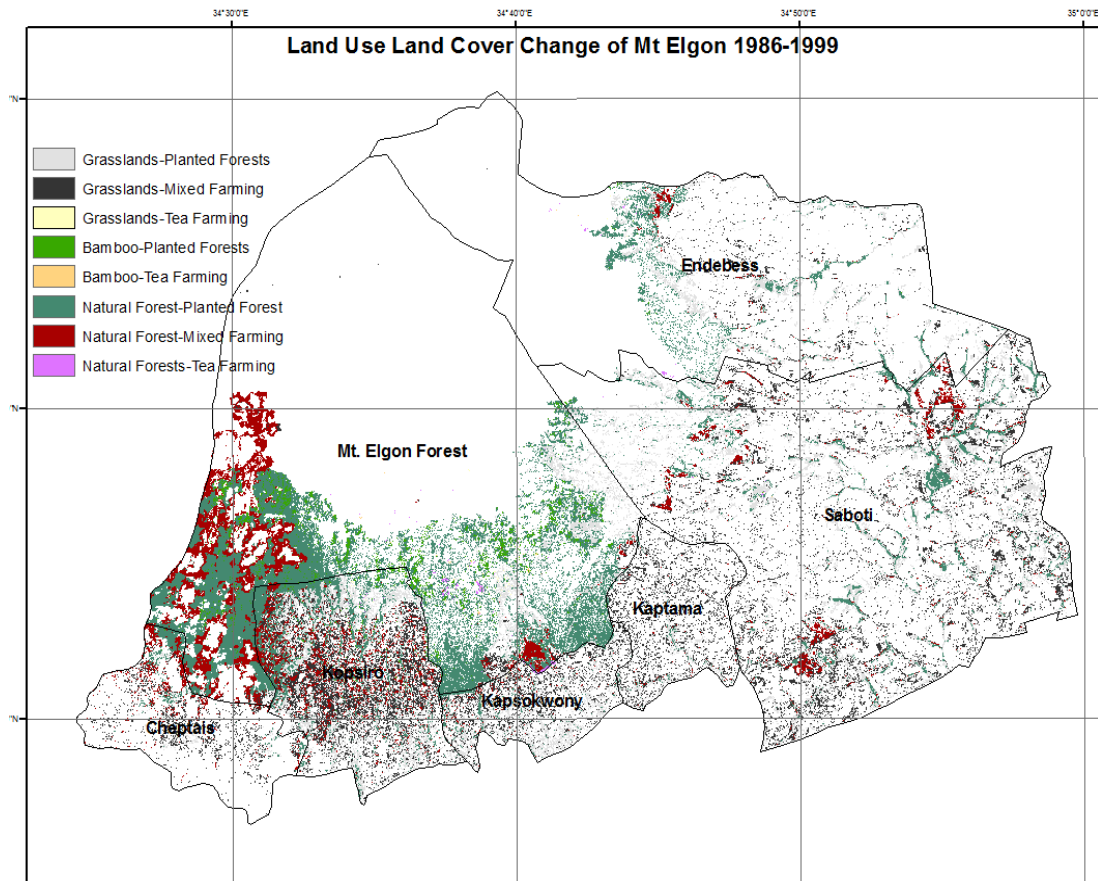 34°30'0"E 34°40'0"E 34°50'0"E 35°0'0"E
Land Use Land Cover Change of Mt Elgon 1986-1999
"N
Grasslands-Planted Forests
Grasslands-Mixed Farming
Grasslands-Tea Farming
Bamboo-Planted Forests
Bamboo-Tea Farming
Natural Forest-Planted Forest
Natural Forest-Mixed Farming
Natural Forests-Tea Farming
Endebess
"N
Mt. Elgon Forest
Saboti
Kaptama
Kopsiro
Kapsokwony
"N
Cheptais